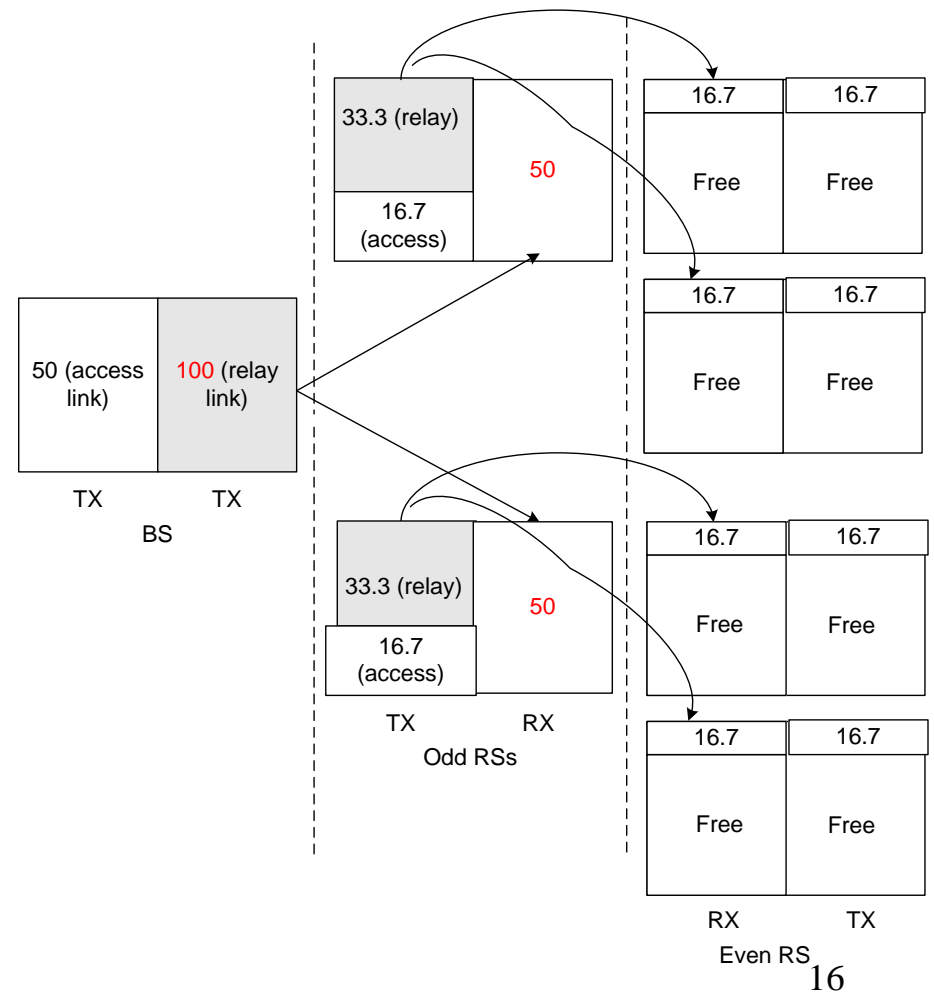 33.3 (relay)
16.7
(access)
50
16.7
16.7
Free
Free
16.7
16.7
Free
Free
50 (access
link)
100 (relay
link)
TX
TX
BS
33.3 (relay)
16.7
(access)
50
TX
RX
Odd RSs
16.7
16.7
Free
Free
16.7
16.7
Free
Free
RX
TX
Even RS
16